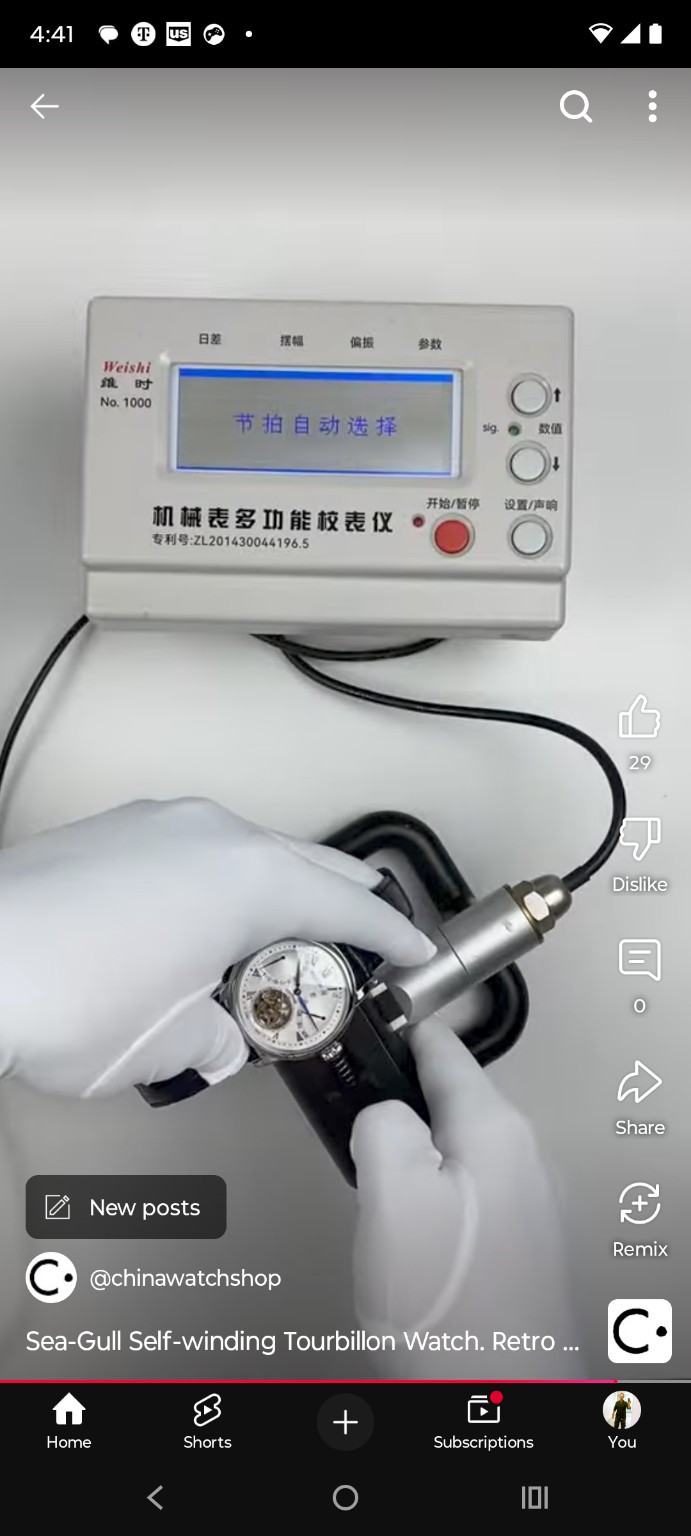 4:41
us
日差 摆幅 偏振 参数
Weishi
维 时
No. 1000
节拍自动选择
sig. 数值
开始/暂停 设置/声响
机械表多功能校表仪
专利号:ZL201430044196.5
29
Dislike
0
Share
Remix
New posts
@chinawatchshop
Sea-Gull Self-winding Tourbillon Watch. Retro ...
Home Shorts Subscriptions You